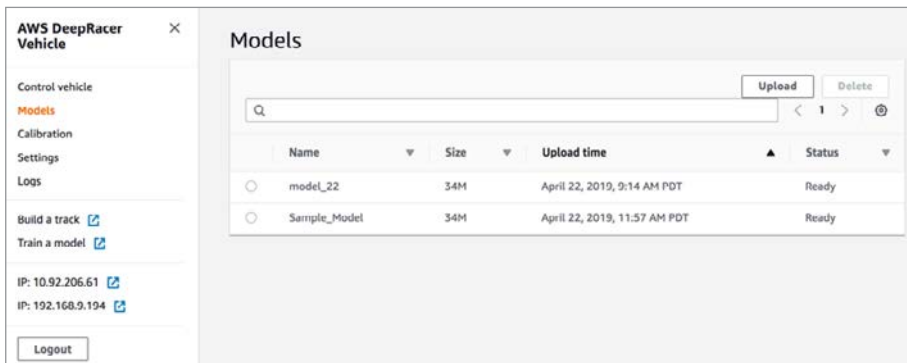 AWS DeepRacer
Vehicle
Control vehicle
Models
Calibration
Settings
Logs
Build a track
Train a model
IP: 10.92.206.61
IP: 192.168.9.194
Logout
Models
Upload Delete
1
Name Size Upload time Status
model_22 34M April 22, 2019, 9:14 AM PDT Ready
Sample_Model 34M April 22, 2019, 11:57 AM PDT Ready